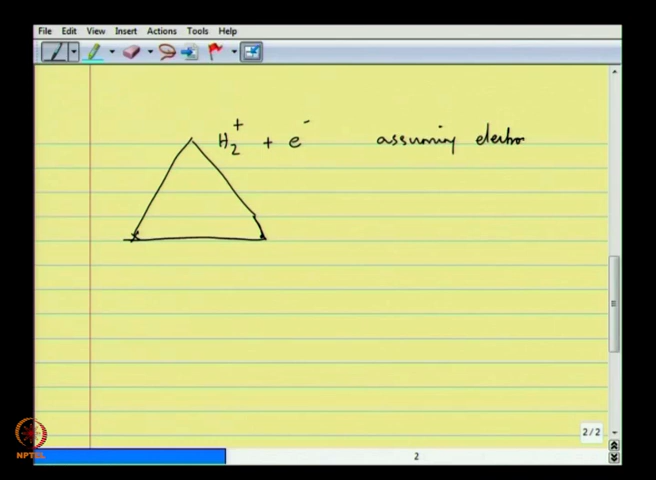 File Edit View Insert Actions Tools Help
H₂⁺ + e⁻ assuming electro
2/2
NPTEL
2